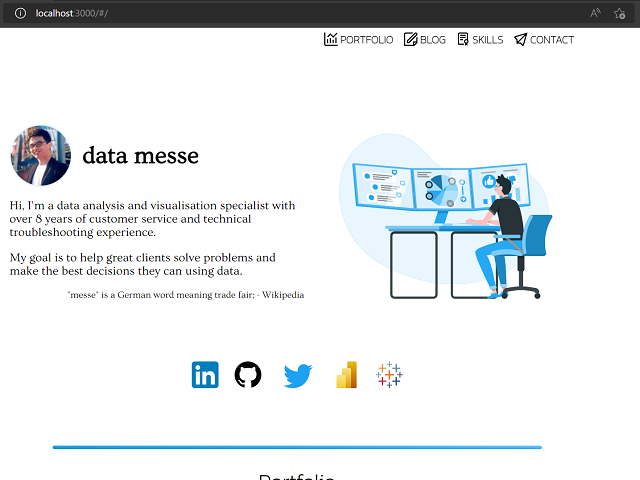 localhost:3000/#/
PORTFOLIO BLOG SKILLS CONTACT
data messe
Hi, I'm a data analysis and visualisation specialist with
over 8 years of customer service and technical
troubleshooting experience.
My goal is to help great clients solve problems and
make the best decisions they can using data.
"messe" is a German word meaning trade fair; - Wikipedia
in
Portfolio